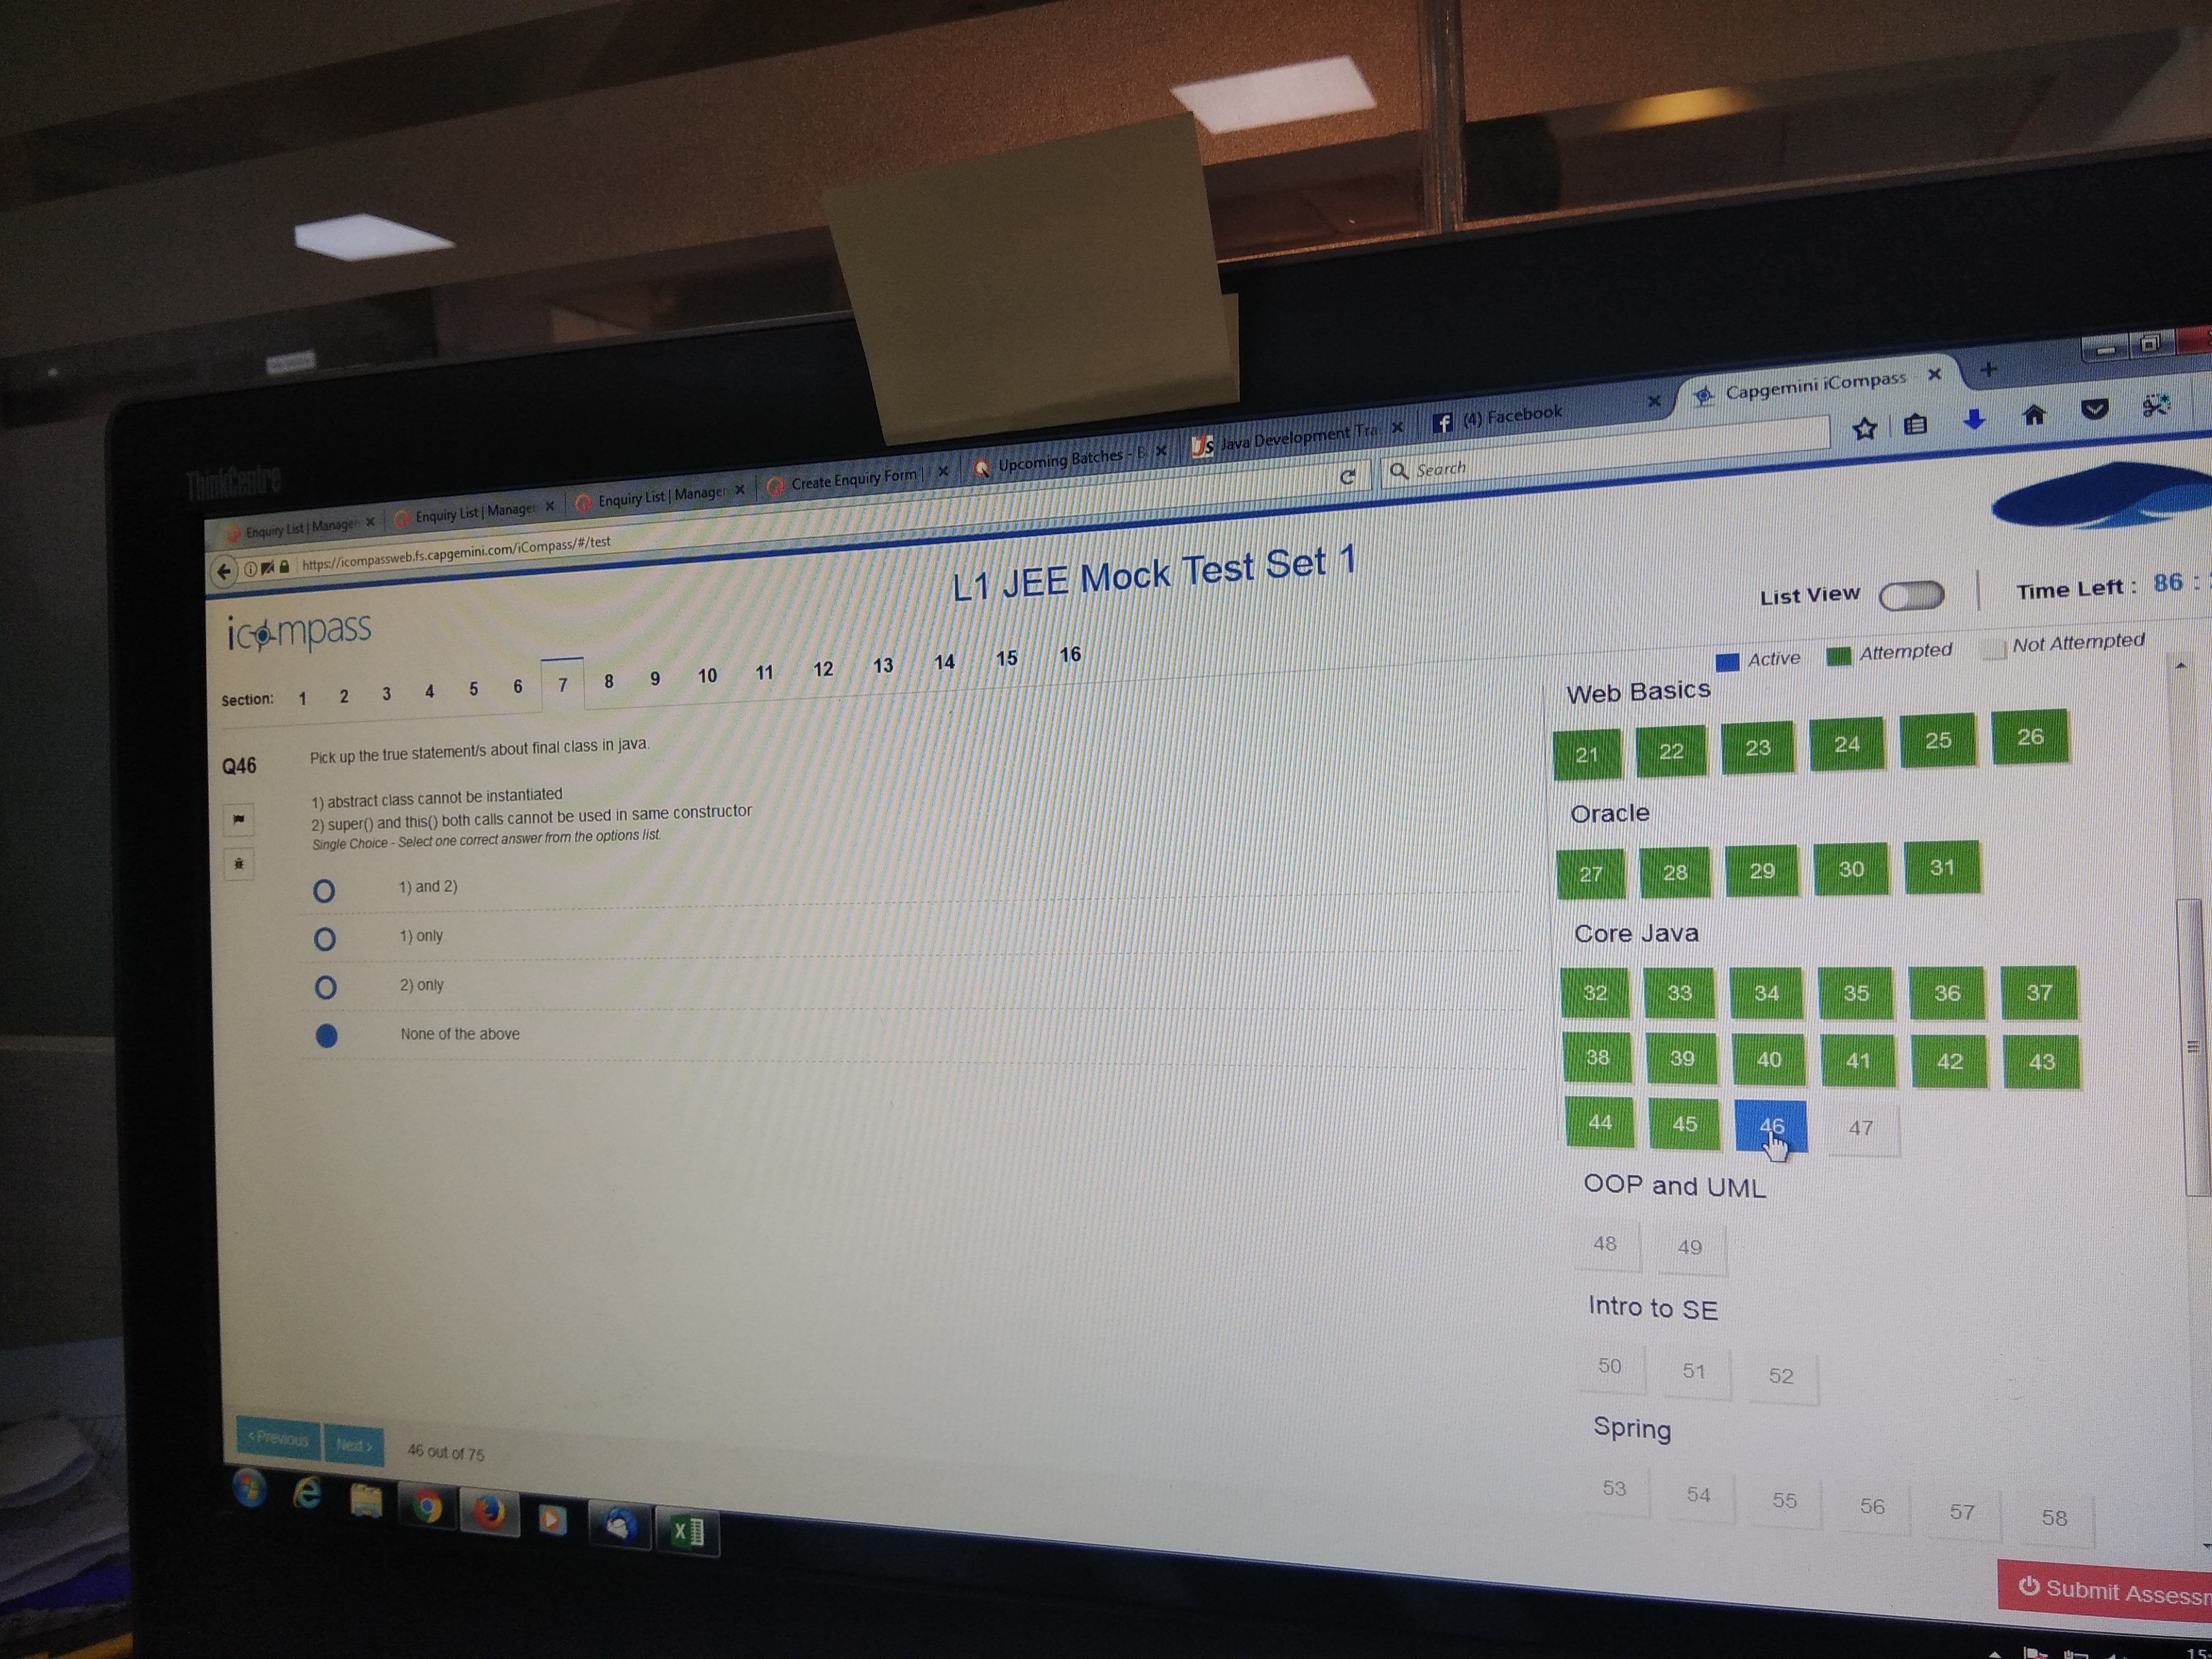 ThinkCentre
Enquiry List | Manager
Enquiry List | Manager
Enquiry List | Manager
Create Enquiry Form |
Upcoming Batches - B
Java Development Tra
(4) Facebook
Capgemini iCompass
https://icompassweb.fs.capgemini.com/iCompass/#/test
Search
icompass
L1 JEE Mock Test Set 1
List View
Time Left : 86 :
Section: 1 2 3 4 5 6 7 8 9 10 11 12 13 14 15 16
Active Attempted Not Attempted
Q46
Pick up the true statement/s about final class in java.
1) abstract class cannot be instantiated
2) super() and this() both calls cannot be used in same constructor
Single Choice - Select one correct answer from the options list.
1) and 2)
1) only
2) only
None of the above
Web Basics
21 22 23 24 25 26
Oracle
27 28 29 30 31
Core Java
32 33 34 35 36 37
38 39 40 41 42 43
44 45 46 47
OOP and UML
48 49
Intro to SE
50 51 52
Spring
53 54 55 56 57 58
< Previous
Next >
46 out of 75
Submit Assessm
15